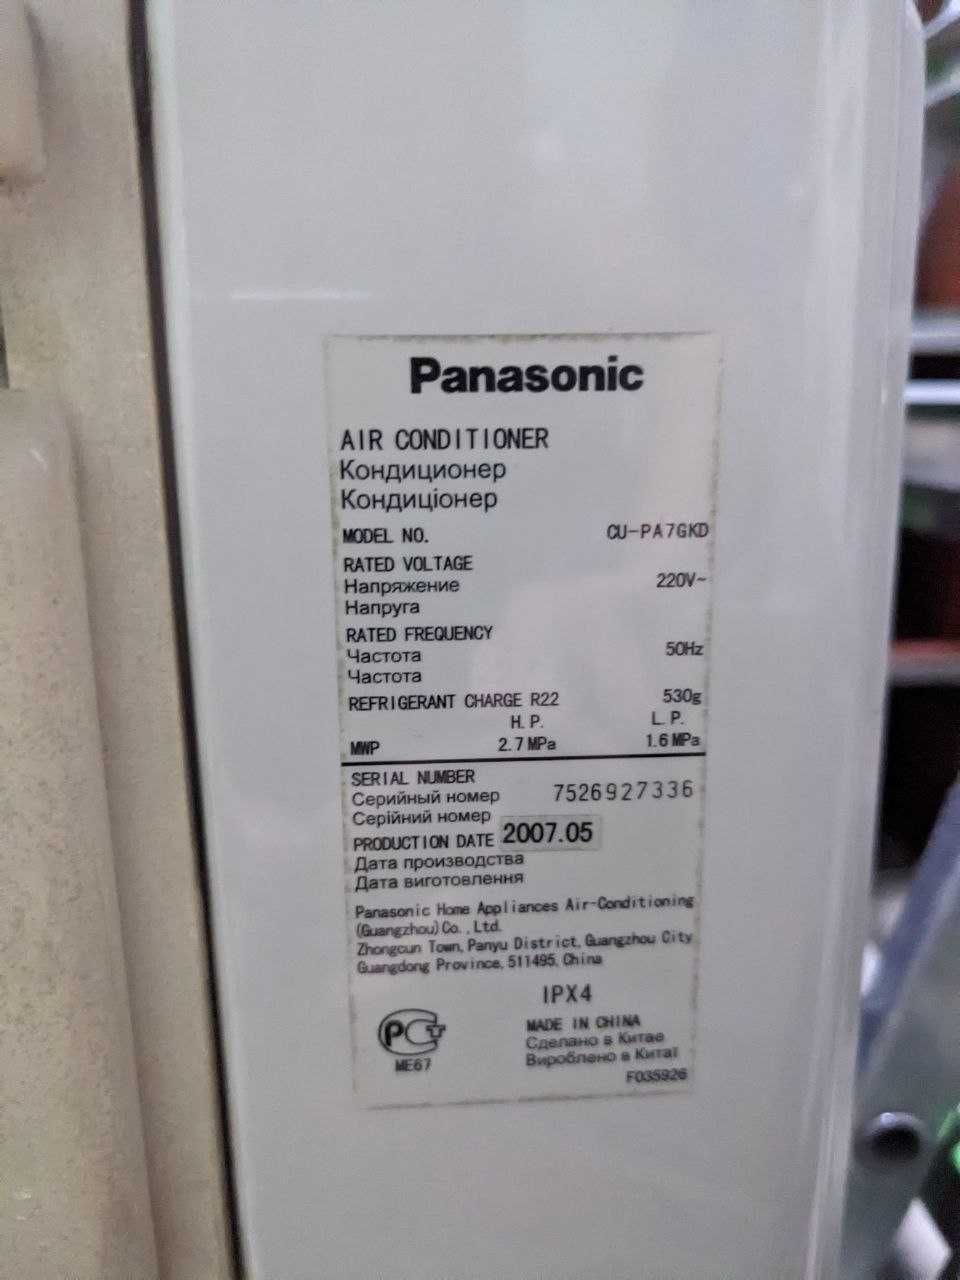 Panasonic
AIR CONDITIONER
Кондиционер
Кондиціонер
MODEL NO. CU-PA7GKD
RATED VOLTAGE
Напряжение 220V~
Напруга
RATED FREQUENCY
Частота 50Hz
Частота
REFRIGERANT CHARGE R22 530g
H.P. L.P.
MWP 2.7MPa 1.6MPa
SERIAL NUMBER
Серийный номер 7526927336
Серійний номер
PRODUCTION DATE 2007.05
Дата производства
Дата виготовлення
Panasonic Home Appliances Air-Conditioning
(Guangzhou)Co.,Ltd.
Zhongcun Town, Panyu District, Guangzhou City
Guangdong Province, 511495, China
IPX4
РСТ
ME67
MADE IN CHINA
Сделано в Китае
Вироблено в Китаї
F035926